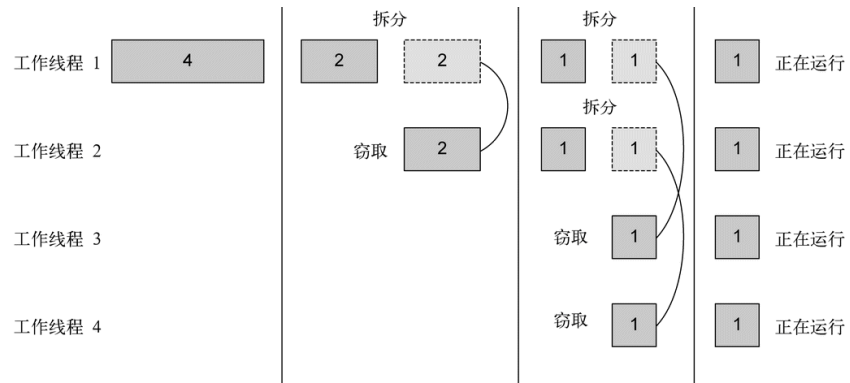 拆分
拆分
工作线程 1 4 2 2 1 1 1 正在运行
拆分
工作线程 2 窃取 2 1 1 1 正在运行
工作线程 3 窃取 1 1 正在运行
工作线程 4 窃取 1 1 正在运行